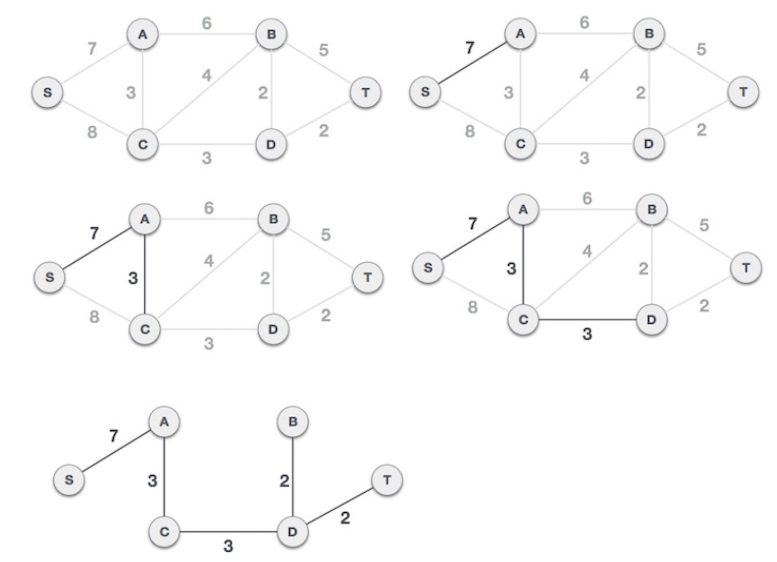 6 6
A B A B
7 5 7 5
4 4
S 3 2 T S 3 2 T
8 2 8 2
C D C D
3 3
6 6
A B A B
7 5 7 5
4 4
S 3 2 T S 3 2 T
8 2 8 2
C D C D
3 3
A B
7
S 3 2 T
2
C D
3